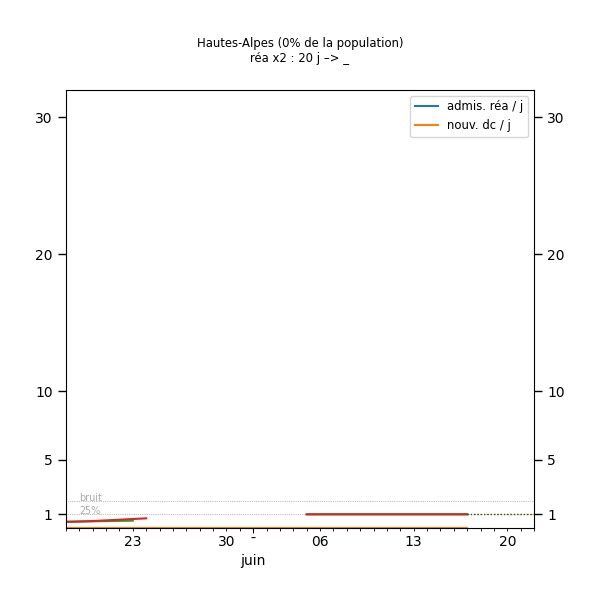 Hautes-Alpes (0% de la population)
réa x2 : 20 j –> _
admis. réa / j
nouv. dc / j
30
30
20
20
10
10
5
5
bruit
25%
1
1
23
30
-
06
13
20
juin